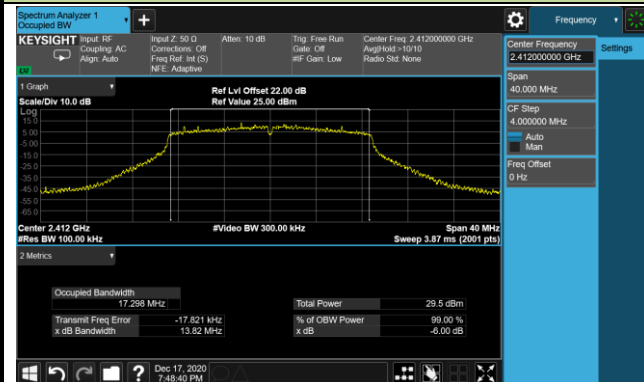 Spectrum Analyzer 1
Occupied BW
+
Frequency
KEYSIGHT
Input: RF
Coupling: AC
Align: Auto
Input Z: 50 Ω
Corrections: Off
Freq Ref: Int (S)
NFE: Adaptive
Atten: 10 dB
Trig: Free Run
Gate: Off
#IF Gain: Low
Center Freq: 2.412000000 GHz
Avg|Hold:>10/10
Radio Std: None
Center Frequency
2.412000000 GHz
Settings
Span
40.000 MHz
CF Step
4.000000 MHz
Auto
Man
Freq Offset
0 Hz
1 Graph
Scale/Div 10.0 dB
Ref Lvl Offset 22.00 dB
Ref Value 25.00 dBm
Log
15.0
5.00
-5.00
-15.0
-25.0
-35.0
-45.0
-55.0
-65.0
Center 2.412 GHz
#Res BW 100.00 kHz
#Video BW 300.00 kHz
Span 40 MHz
Sweep 3.87 ms (2001 pts)
2 Metrics
Occupied Bandwidth
17.298 MHz
Total Power 29.5 dBm
Transmit Freq Error -17.821 kHz
% of OBW Power 99.00 %
x dB Bandwidth 13.82 MHz
x dB -6.00 dB
?
Dec 17, 2020
7:48:40 PM